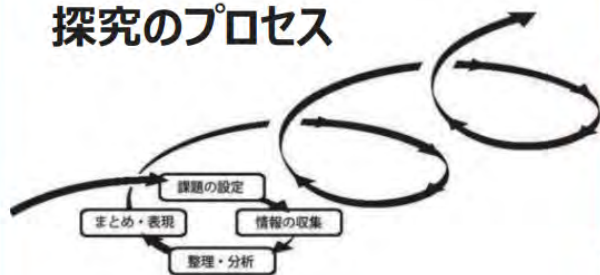 探究のプロセス
課題の設定
まとめ・表現
情報の収集
整理・分析